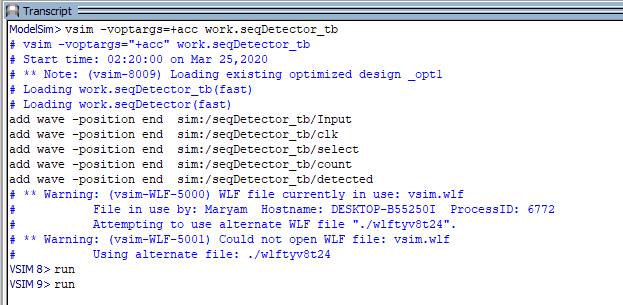 Transcript
ModelSim> vsim -voptargs=+acc work.seqDetector_tb
# vsim -voptargs="+acc" work.seqDetector_tb
# Start time: 02:20:00 on Mar 25,2020
# ** Note: (vsim-8009) Loading existing optimized design _opt1
# Loading work.seqDetector_tb(fast)
# Loading work.seqDetector(fast)
add wave -position end  sim:/seqDetector_tb/Input
add wave -position end  sim:/seqDetector_tb/clk
add wave -position end  sim:/seqDetector_tb/select
add wave -position end  sim:/seqDetector_tb/count
add wave -position end  sim:/seqDetector_tb/detected
# ** Warning: (vsim-WLF-5000) WLF file currently in use: vsim.wlf
#          File in use by: Maryam  Hostname: DESKTOP-B55250I  ProcessID: 6772
#          Attempting to use alternate WLF file "./wlftyv8t24".
# ** Warning: (vsim-WLF-5001) Could not open WLF file: vsim.wlf
#          Using alternate file: ./wlftyv8t24
VSIM 8> run
VSIM 9> run